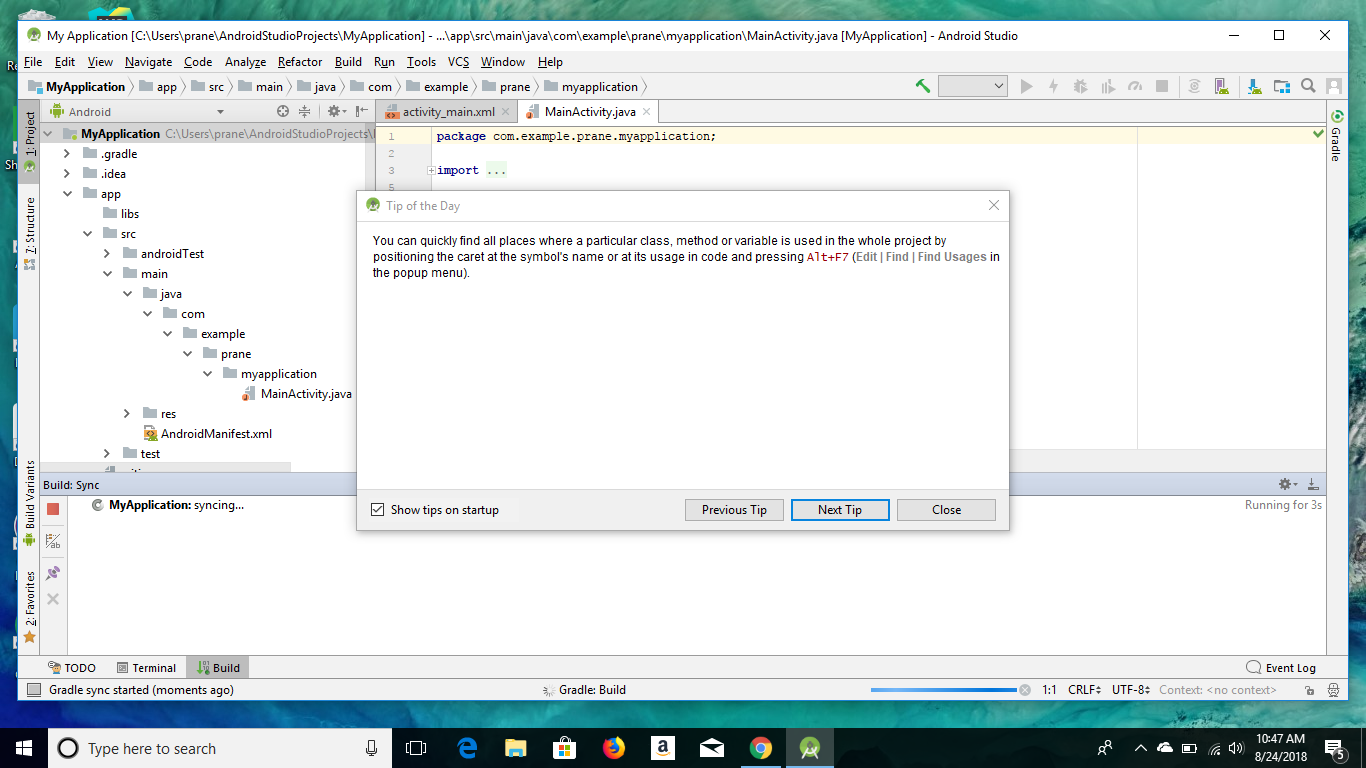 My Application [C:\Users\prane\AndroidStudioProjects\MyApplication] - ...\app\src\main\java\com\example\prane\myapplication\MainActivity.java [MyApplication] - Android Studio
File Edit View Navigate Code Analyze Refactor Build Run Tools VCS Window Help
MyApplication app src main java com example prane myapplication
Android
activity_main.xml MainActivity.java
1: Project
Gradle
MyApplication C:\Users\prane\AndroidStudioProjects\
1 package com.example.prane.myapplication;
.gradle
2
.idea
3 import ...
app
5
libs
7: Structure
src
androidTest
main
java
com
example
prane
myapplication
MainActivity.java
res
AndroidManifest.xml
test
Tip of the Day
You can quickly find all places where a particular class, method or variable is used in the whole project by
positioning the caret at the symbol's name or at its usage in code and pressing Alt+F7 (Edit | Find | Find Usages in
the popup menu).
Show tips on startup Previous Tip Next Tip Close
Build Variants
Build: Sync
MyApplication: syncing...
Running for 3s
2: Favorites
TODO Terminal Build Event Log
Gradle sync started (moments ago) Gradle: Build 1:1 CRLF UTF-8 Context: <no context>
Type here to search
10:47 AM
8/24/2018
5